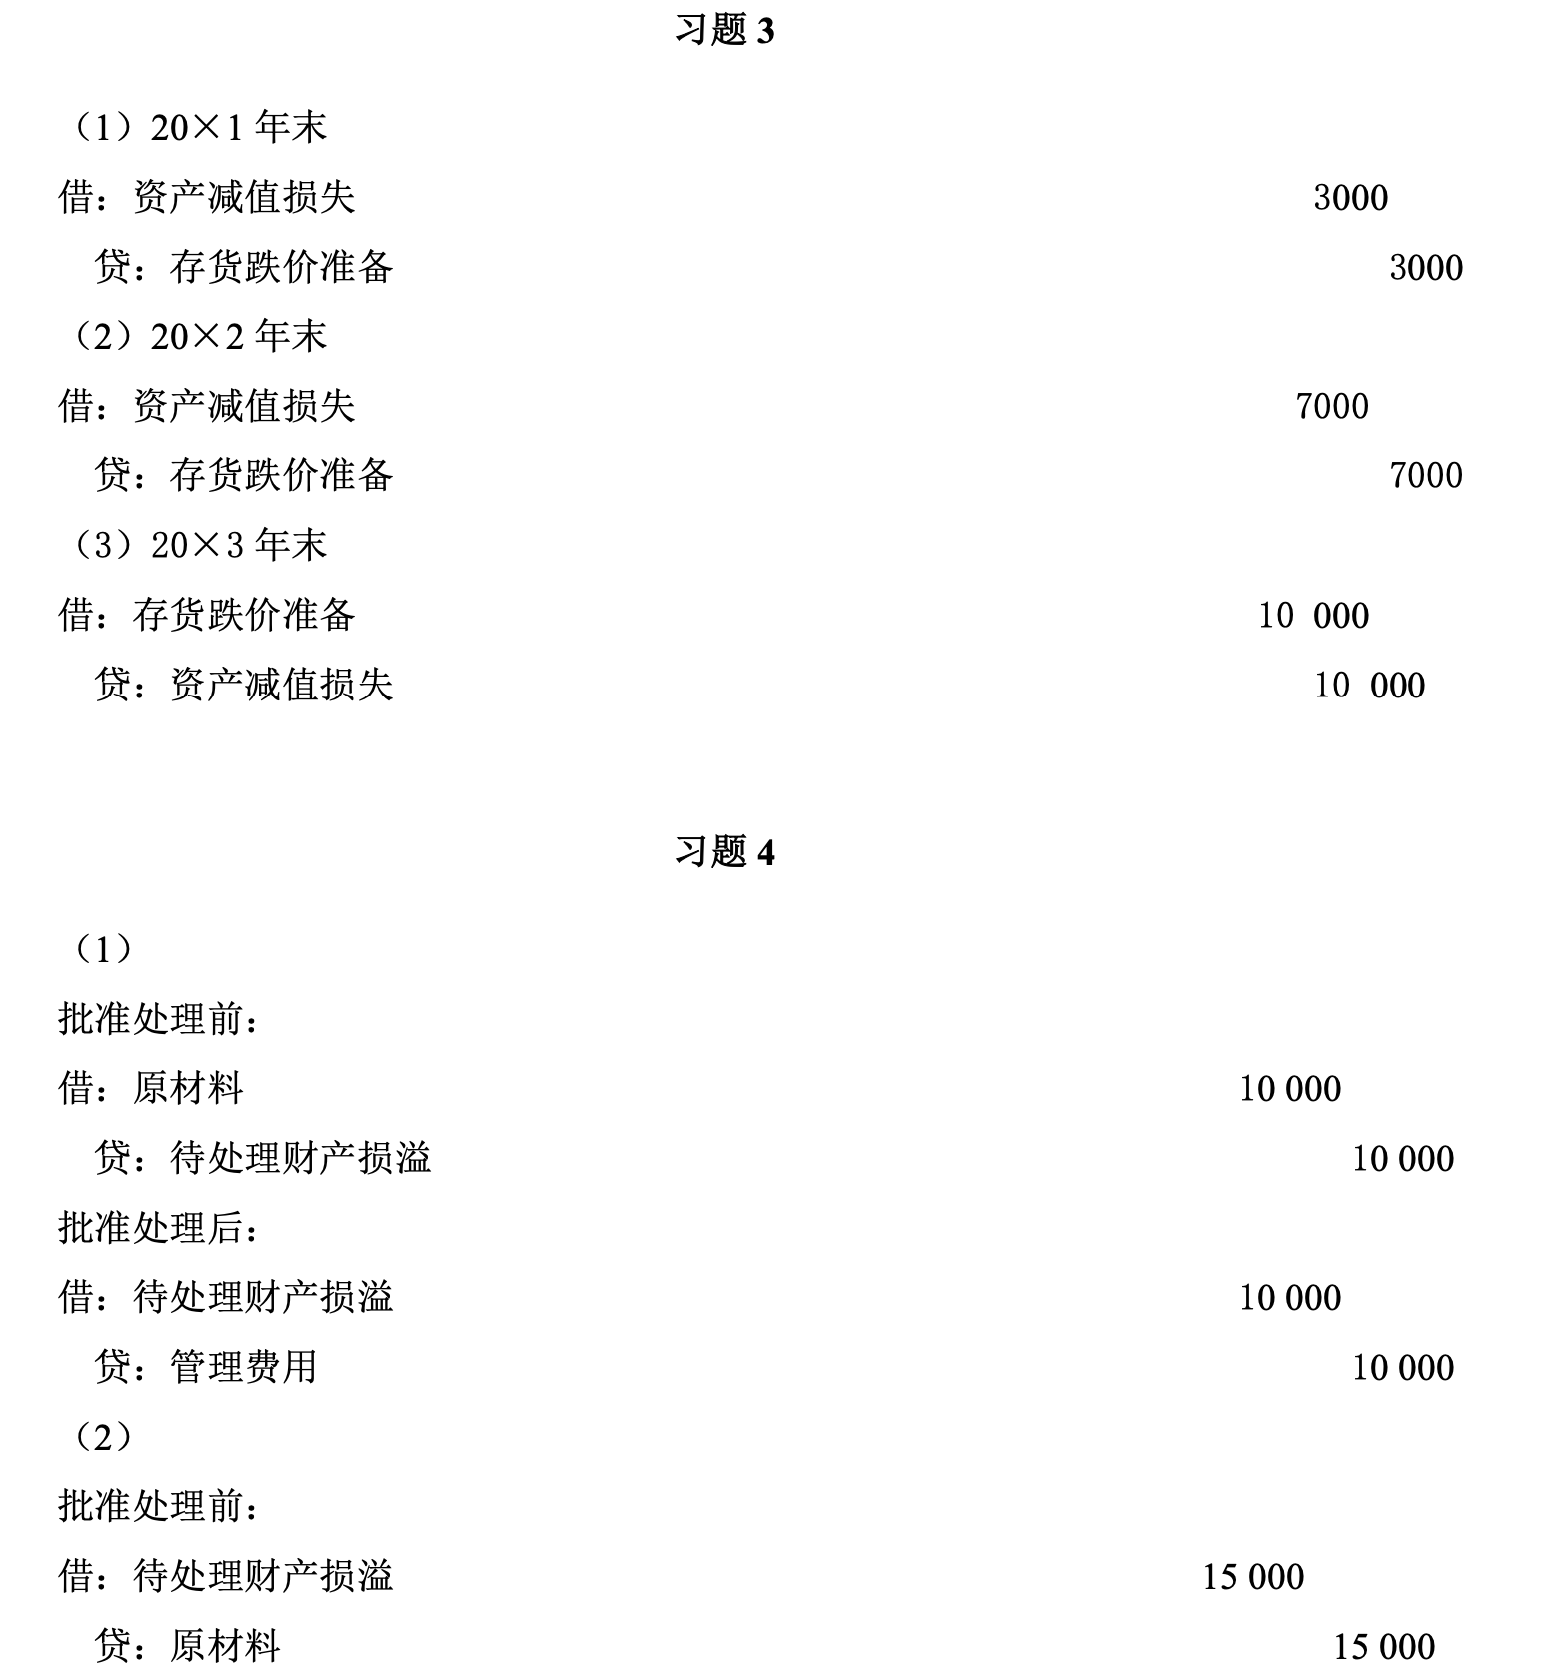 习题 3
（1）20×1 年末
借：资产减值损失 3000
贷：存货跌价准备 3000
（2）20×2 年末
借：资产减值损失 7000
贷：存货跌价准备 7000
（3）20×3 年末
借：存货跌价准备 10 000
贷：资产减值损失 10 000
习题 4
（1）
批准处理前：
借：原材料 10 000
贷：待处理财产损溢 10 000
批准处理后：
借：待处理财产损溢 10 000
贷：管理费用 10 000
（2）
批准处理前：
借：待处理财产损溢 15 000
贷：原材料 15 000